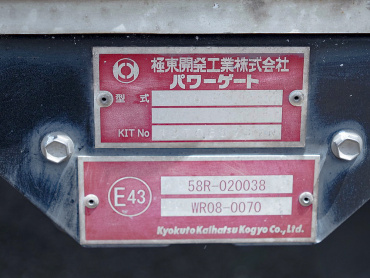 極東開発工業株式会社
パワーゲート
型式
KIT No
E43
58R-020038
WR08-0070
Kyokuto Kaihatsu Kogyo Co., Ltd.